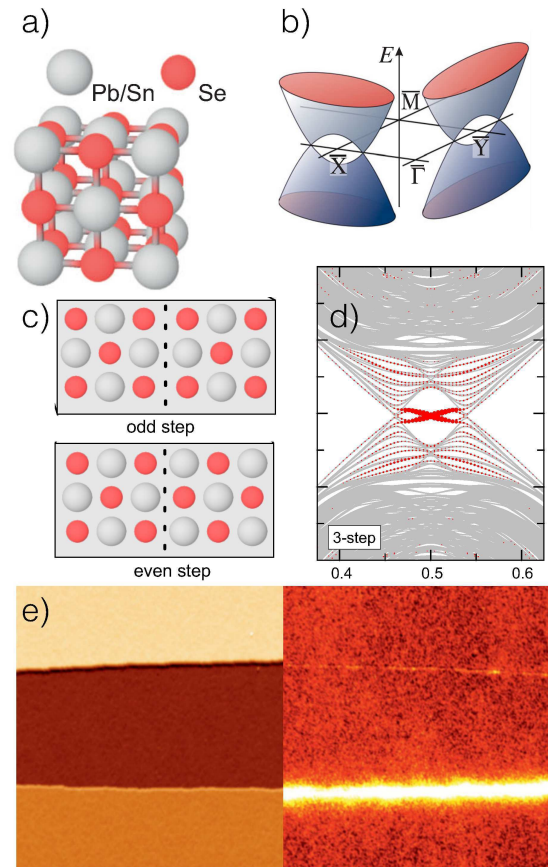 a)
Pb/Sn
Se
b)
E
M̅
X̅
Y̅
Γ̅
c)
odd step
even step
d)
3-step
0.4
0.5
0.6
e)